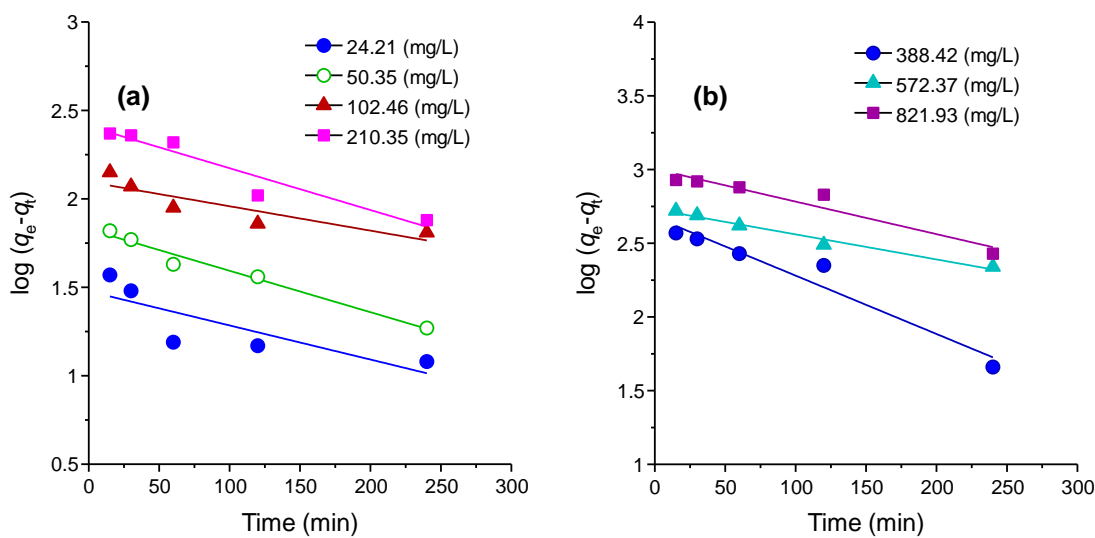 (a)
24.21 (mg/L)
50.35 (mg/L)
102.46 (mg/L)
210.35 (mg/L)
3
2.5
2
1.5
1
0.5
0 50 100 150 200 250 300
log (qe-qt)
Time (min)
(b)
388.42 (mg/L)
572.37 (mg/L)
821.93 (mg/L)
4
3.5
3
2.5
2
1.5
1
0 50 100 150 200 250 300
log (qe-qt)
Time (min)